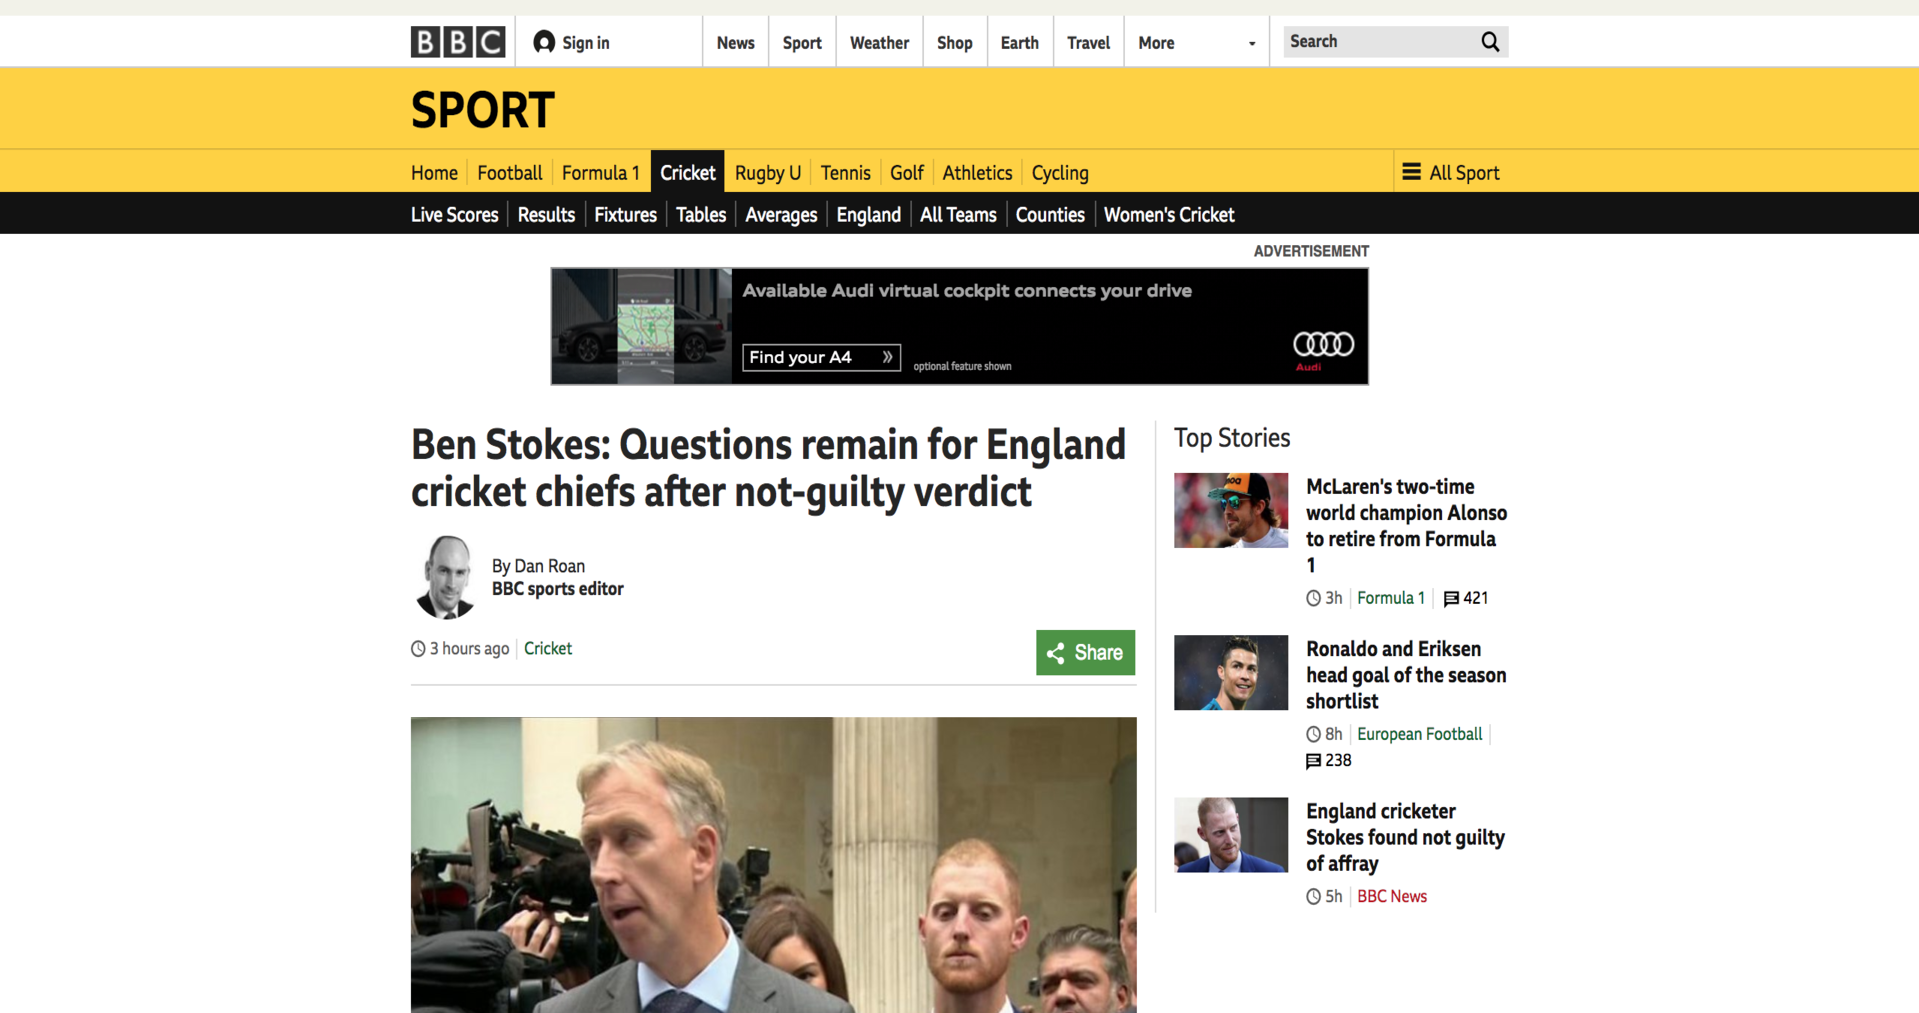 BBC
Sign in
News
Sport
Weather
Shop
Earth
Travel
More
Search
SPORT
Home
Football
Formula 1
Cricket
Rugby U
Tennis
Golf
Athletics
Cycling
All Sport
Live Scores
Results
Fixtures
Tables
Averages
England
All Teams
Counties
Women's Cricket
ADVERTISEMENT
Available Audi virtual cockpit connects your drive
Find your A4 »
optional feature shown
Audi
Ben Stokes: Questions remain for England
cricket chiefs after not-guilty verdict
By Dan Roan
BBC sports editor
3 hours ago
Cricket
Share
Top Stories
McLaren's two-time
world champion Alonso
to retire from Formula
1
3h
Formula 1
421
Ronaldo and Eriksen
head goal of the season
shortlist
8h
European Football
238
England cricketer
Stokes found not guilty
of affray
5h
BBC News